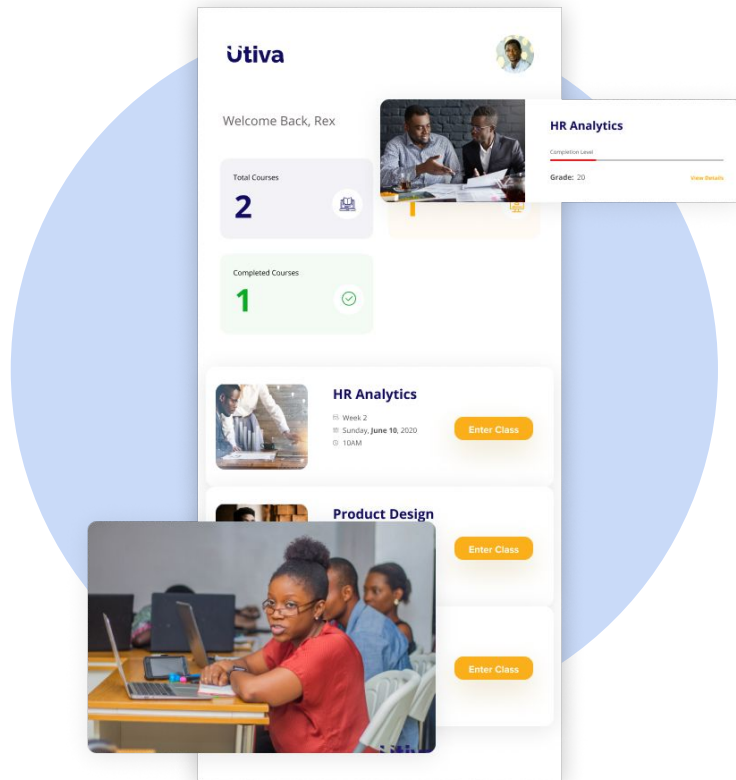 Utiva
Welcome Back, Rex
HR Analytics
Completion Level
Grade: 20
View Details
Total Courses
2
1
Completed Courses
1
HR Analytics
Week 2
Sunday, June 10, 2020
10AM
Enter Class
Product Design
Enter Class
Enter Class